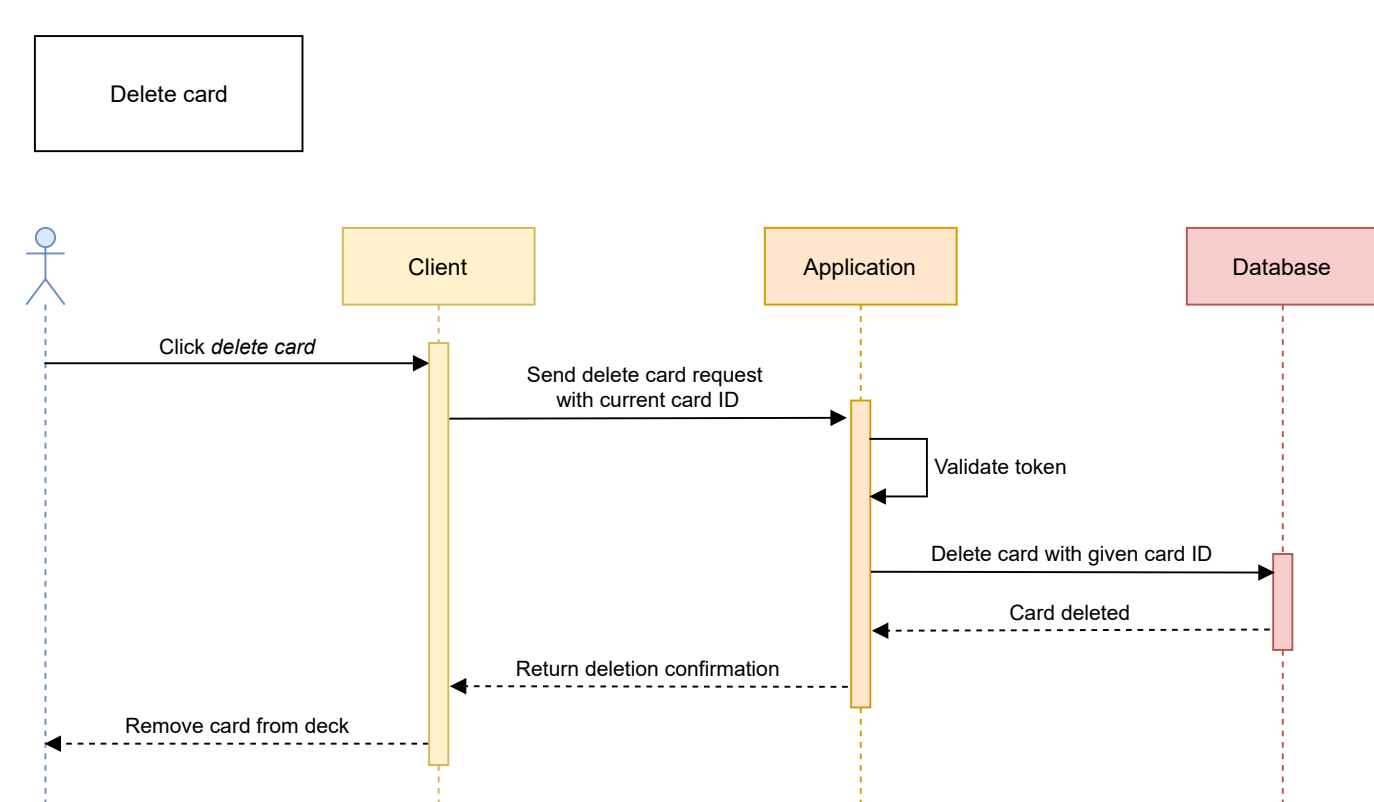 Delete card
Client
Application
Database
Click delete card
Send delete card request
with current card ID
Validate token
Delete card with given card ID
Card deleted
Return deletion confirmation
Remove card from deck